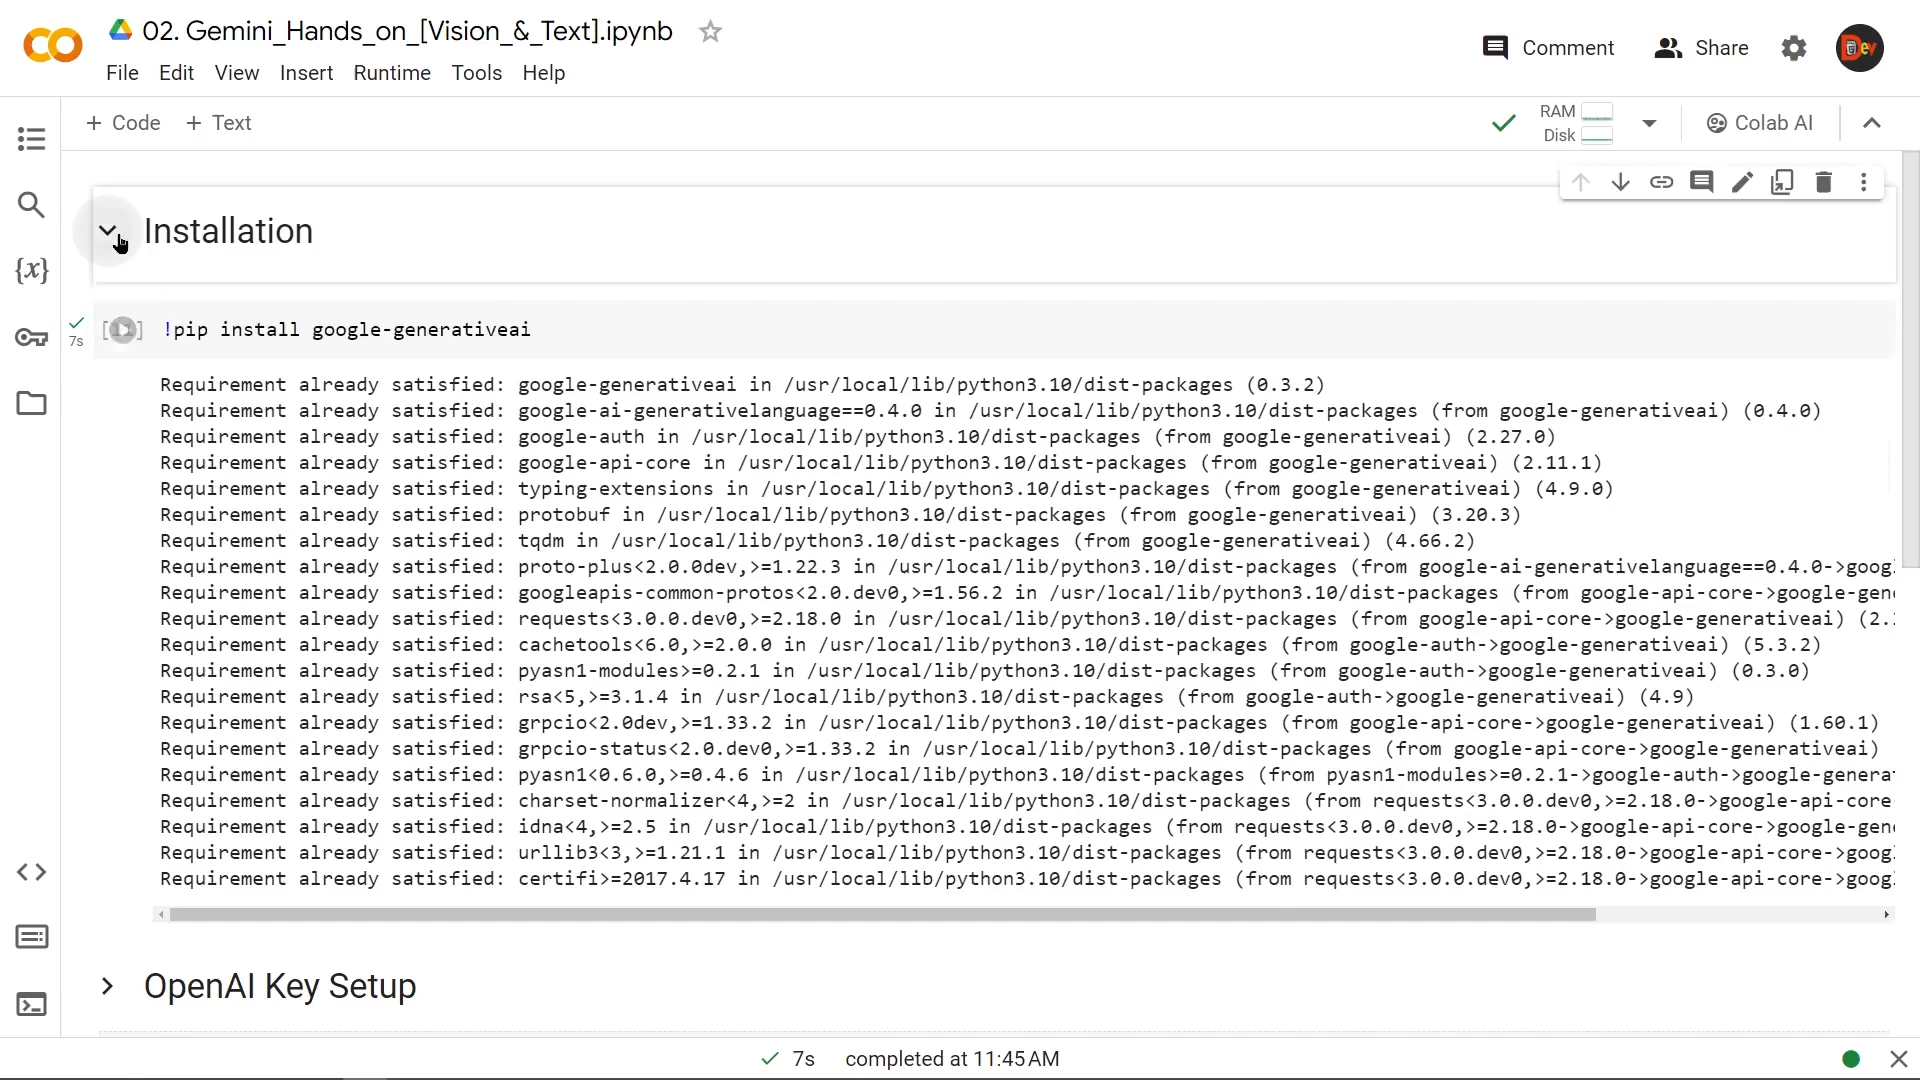 02. Gemini_Hands_on_[Vision_&_Text].ipynb
Comment
Share
File Edit View Insert Runtime Tools Help
+ Code + Text
RAM
Disk
Colab AI
Installation
7s
!pip install google-generativeai
Requirement already satisfied: google-generativeai in /usr/local/lib/python3.10/dist-packages (0.3.2)
Requirement already satisfied: google-ai-generativelanguage==0.4.0 in /usr/local/lib/python3.10/dist-packages (from google-generativeai) (0.4.0)
Requirement already satisfied: google-auth in /usr/local/lib/python3.10/dist-packages (from google-generativeai) (2.27.0)
Requirement already satisfied: google-api-core in /usr/local/lib/python3.10/dist-packages (from google-generativeai) (2.11.1)
Requirement already satisfied: typing-extensions in /usr/local/lib/python3.10/dist-packages (from google-generativeai) (4.9.0)
Requirement already satisfied: protobuf in /usr/local/lib/python3.10/dist-packages (from google-generativeai) (3.20.3)
Requirement already satisfied: tqdm in /usr/local/lib/python3.10/dist-packages (from google-generativeai) (4.66.2)
Requirement already satisfied: proto-plus<2.0.0dev,>=1.22.3 in /usr/local/lib/python3.10/dist-packages (from google-ai-generativelanguage==0.4.0->googl
Requirement already satisfied: googleapis-common-protos<2.0.dev0,>=1.56.2 in /usr/local/lib/python3.10/dist-packages (from google-api-core->google-gene
Requirement already satisfied: requests<3.0.0.dev0,>=2.18.0 in /usr/local/lib/python3.10/dist-packages (from google-api-core->google-generativeai) (2.
Requirement already satisfied: cachetools<6.0,>=2.0.0 in /usr/local/lib/python3.10/dist-packages (from google-auth->google-generativeai) (5.3.2)
Requirement already satisfied: pyasn1-modules>=0.2.1 in /usr/local/lib/python3.10/dist-packages (from google-auth->google-generativeai) (0.3.0)
Requirement already satisfied: rsa<5,>=3.1.4 in /usr/local/lib/python3.10/dist-packages (from google-auth->google-generativeai) (4.9)
Requirement already satisfied: grpcio<2.0dev,>=1.33.2 in /usr/local/lib/python3.10/dist-packages (from google-api-core->google-generativeai) (1.60.1)
Requirement already satisfied: grpcio-status<2.0.dev0,>=1.33.2 in /usr/local/lib/python3.10/dist-packages (from google-api-core->google-generativeai)
Requirement already satisfied: pyasn1<0.6.0,>=0.4.6 in /usr/local/lib/python3.10/dist-packages (from pyasn1-modules>=0.2.1->google-auth->google-generat
Requirement already satisfied: charset-normalizer<4,>=2 in /usr/local/lib/python3.10/dist-packages (from requests<3.0.0.dev0,>=2.18.0->google-api-core
Requirement already satisfied: idna<4,>=2.5 in /usr/local/lib/python3.10/dist-packages (from requests<3.0.0.dev0,>=2.18.0->google-api-core->google-gene
Requirement already satisfied: urllib3<3,>=1.21.1 in /usr/local/lib/python3.10/dist-packages (from requests<3.0.0.dev0,>=2.18.0->google-api-core->googl
Requirement already satisfied: certifi>=2017.4.17 in /usr/local/lib/python3.10/dist-packages (from requests<3.0.0.dev0,>=2.18.0->google-api-core->googl
OpenAI Key Setup
7s completed at 11:45 AM